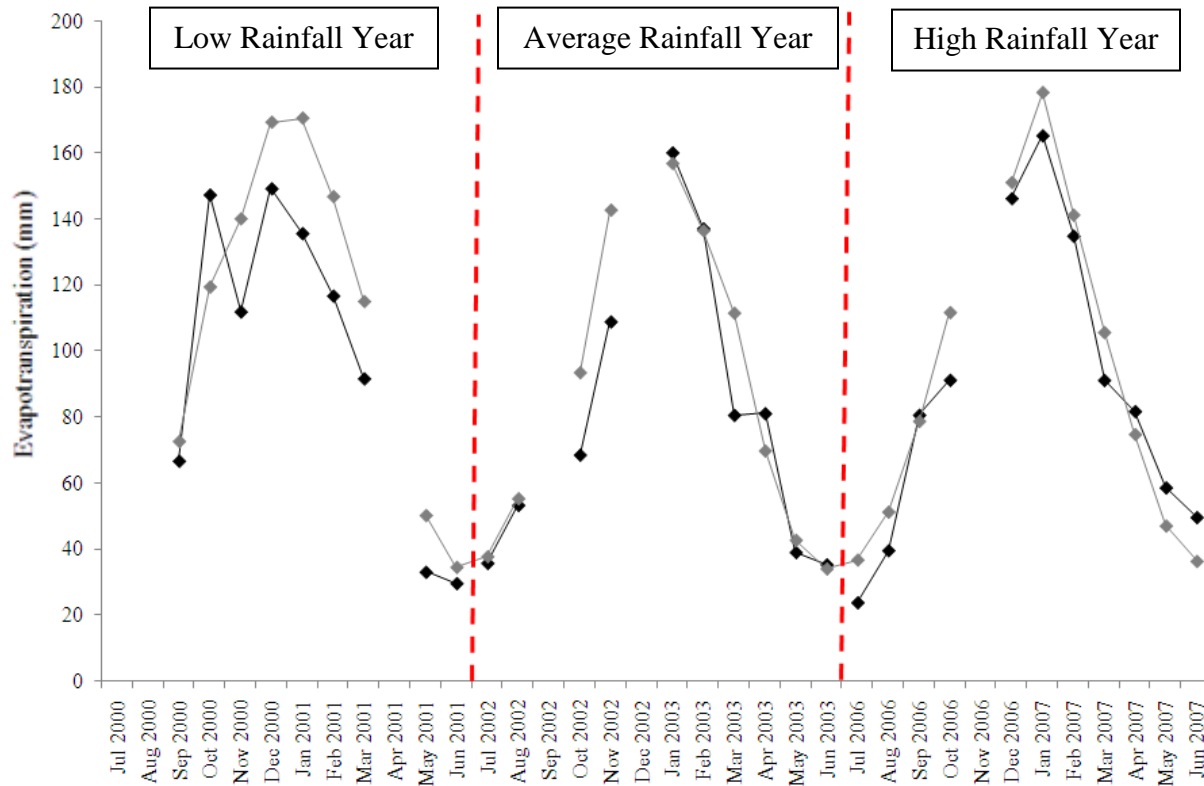 Low Rainfall Year
Average Rainfall Year
High Rainfall Year
Evapotranspiration (mm)
200
180
160
140
120
100
80
60
40
20
0
Jul 2000
Aug 2000
Sep 2000
Oct 2000
Nov 2000
Dec 2000
Jan 2001
Feb 2001
Mar 2001
Apr 2001
May 2001
Jun 2001
Jul 2002
Aug 2002
Sep 2002
Oct 2002
Nov 2002
Dec 2002
Jan 2003
Feb 2003
Mar 2003
Apr 2003
May 2003
Jun 2003
Jul 2006
Aug 2006
Sep 2006
Oct 2006
Nov 2006
Dec 2006
Jan 2007
Feb 2007
Mar 2007
Apr 2007
May 2007
Jun 2007